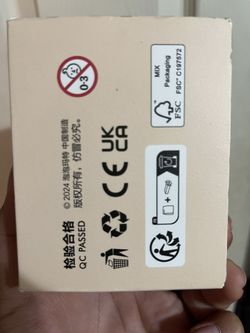 0-3
© 2024 泡泡玛特 中国制造
版权所有，仿冒必究。
检验合格
QC PASSED
UK
CA
CE
MIX
Packaging
FSC
FSC® C197572